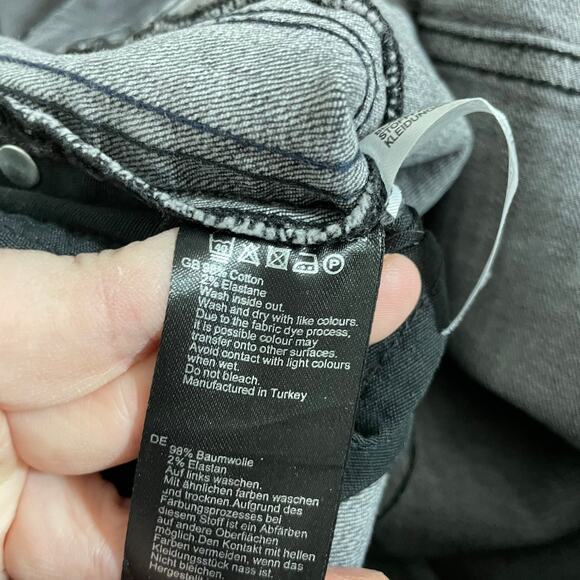 STOP
KLEIDUNG
40
P
GB 98% Cotton
2% Elastane
Wash inside out.
Wash and dry with like colours.
Due to the fabric dye process,
It is possible colour may
transfer onto other surfaces.
Avoid contact with light colours
when wet.
Do not bleach.
Manufactured in Turkey
DE 98% Baumwolle
2% Elastan
Auf links waschen.
Mit ähnlichen farben waschen
und trocknen.Aufgrund des
Färbungsprozesses bei
diesem Stoff ist ein Abfärben
auf andere Oberflächen
möglich.Den Kontakt mit hellen
Farben vermeiden, wenn das
Kleidungsstück nass ist.
Nicht bleichen.
Hergestellt